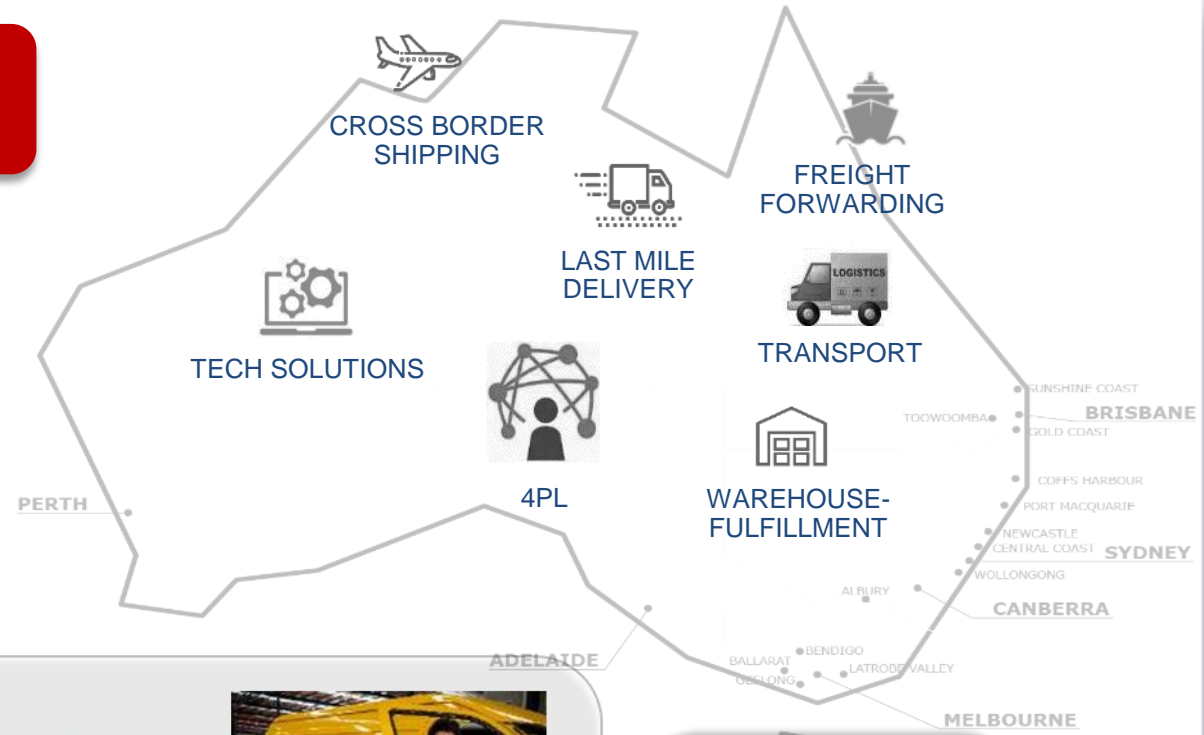 CROSS BORDER
SHIPPING
FREIGHT
FORWARDING
LAST MILE
DELIVERY
LOGISTICS
TRANSPORT
TECH SOLUTIONS
4PL
WAREHOUSE-
FULFILLMENT
SUNSHINE COAST
TOOWOOMBA
BRISBANE
GOLD COAST
COFFS HARBOUR
PORT MACQUARIE
PERTH
NEWCASTLE
CENTRAL COAST
SYDNEY
WOLLONGONG
ALBURY
CANBERRA
ADELAIDE
BENDIGO
BALLARAT
LATROBE VALLEY
GEELONG
MELBOURNE